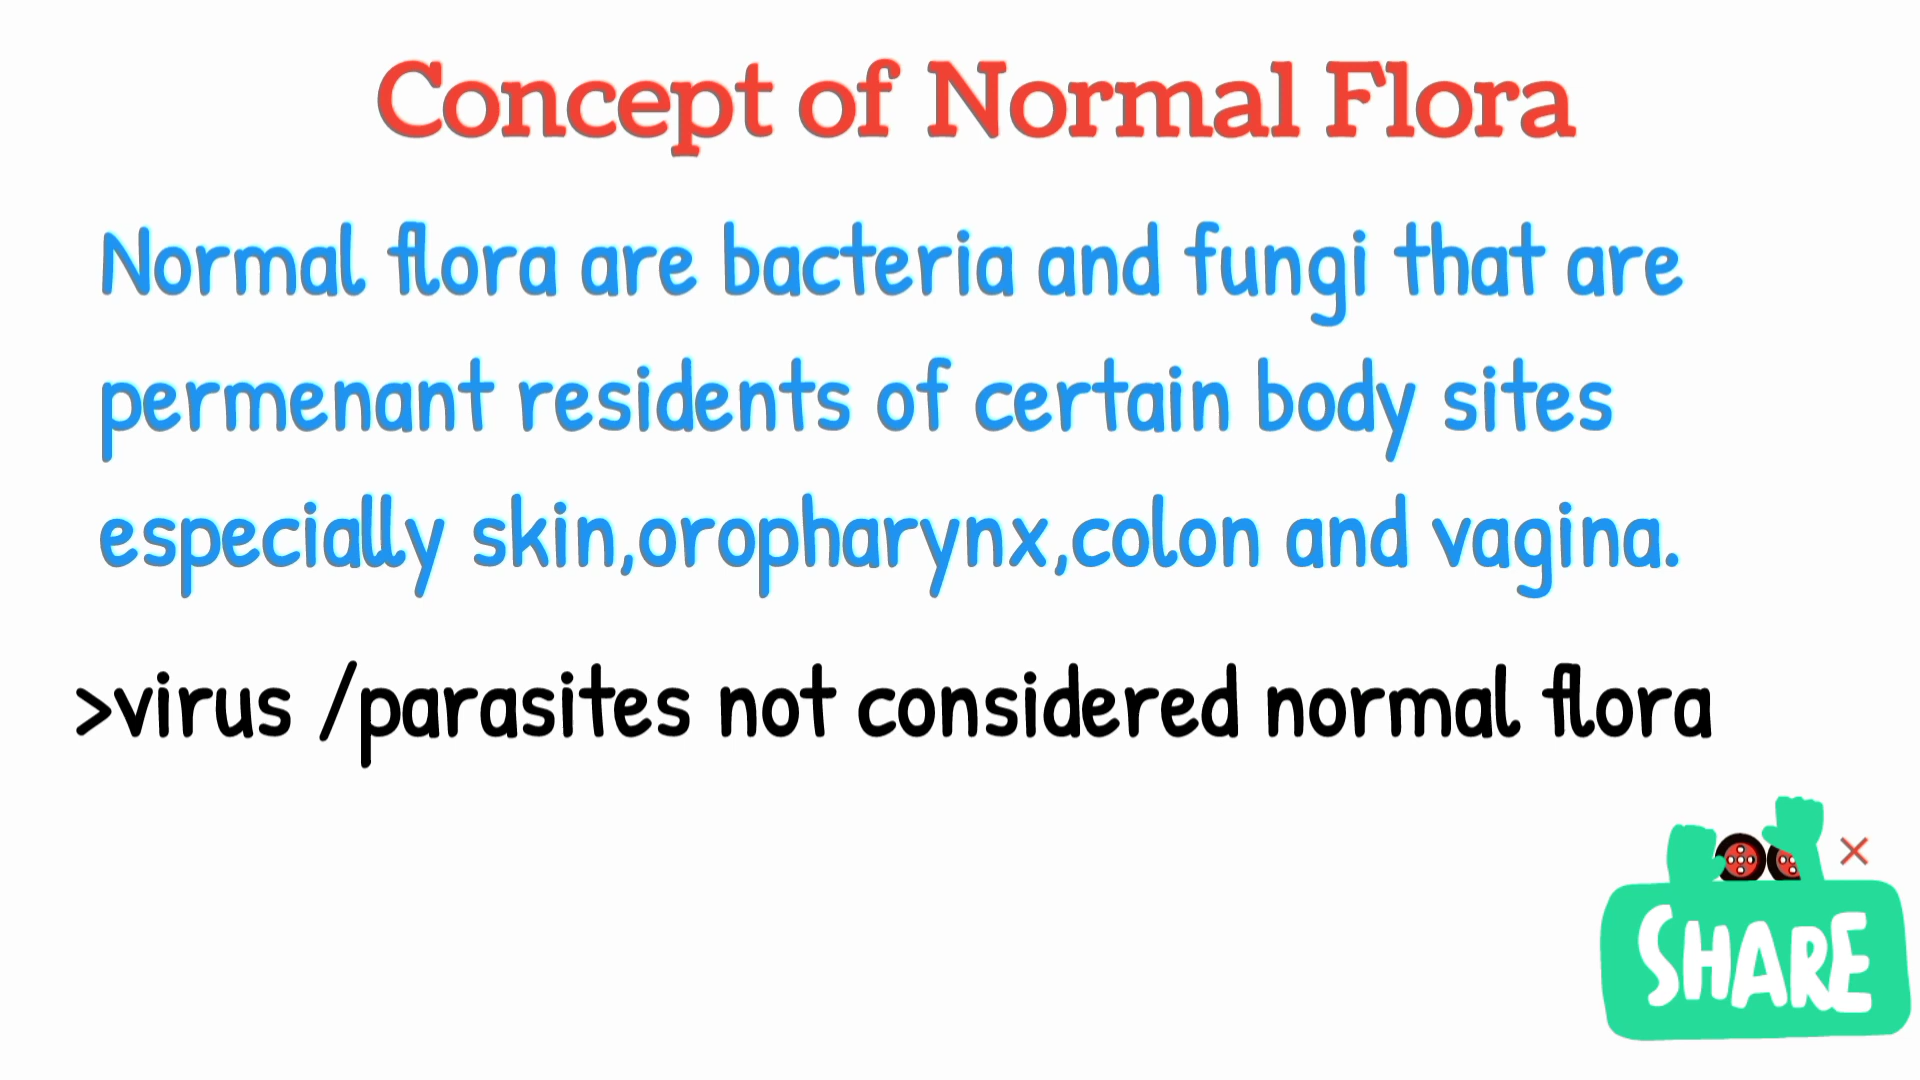 Concept of Normal Flora
Normal flora are bacteria and fungi that are
permenant residents of certain body sites
especially skin,oropharynx,colon and vagina.
>virus /parasites not considered normal flora
SHARE